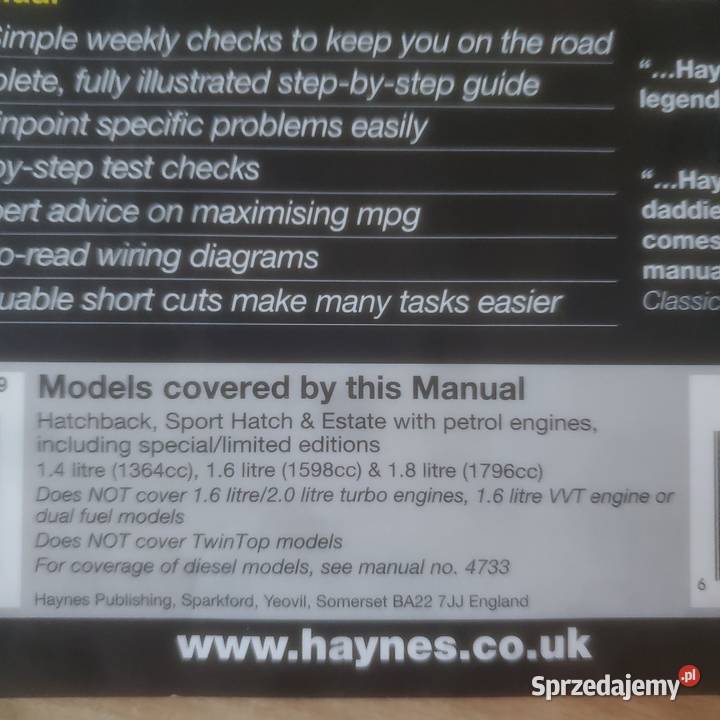 Simple weekly checks to keep you on the road
plete, fully illustrated step-by-step guide
inpoint specific problems easily
by-step test checks
pert advice on maximising mpg
o-read wiring diagrams
uable short cuts make many tasks easier
"...Hay
legend
"...Hay
daddie
comes
manua
Classic
9
Models covered by this Manual
Hatchback, Sport Hatch & Estate with petrol engines,
including special/limited editions
1.4 litre (1364cc), 1.6 litre (1598cc) & 1.8 litre (1796cc)
Does NOT cover 1.6 litre/2.0 litre turbo engines, 1.6 litre VVT engine or
dual fuel models
Does NOT cover TwinTop models
For coverage of diesel models, see manual no. 4733
Haynes Publishing, Sparkford, Yeovil, Somerset BA22 7JJ England
6
www.haynes.co.uk
Sprzedajemy.pl